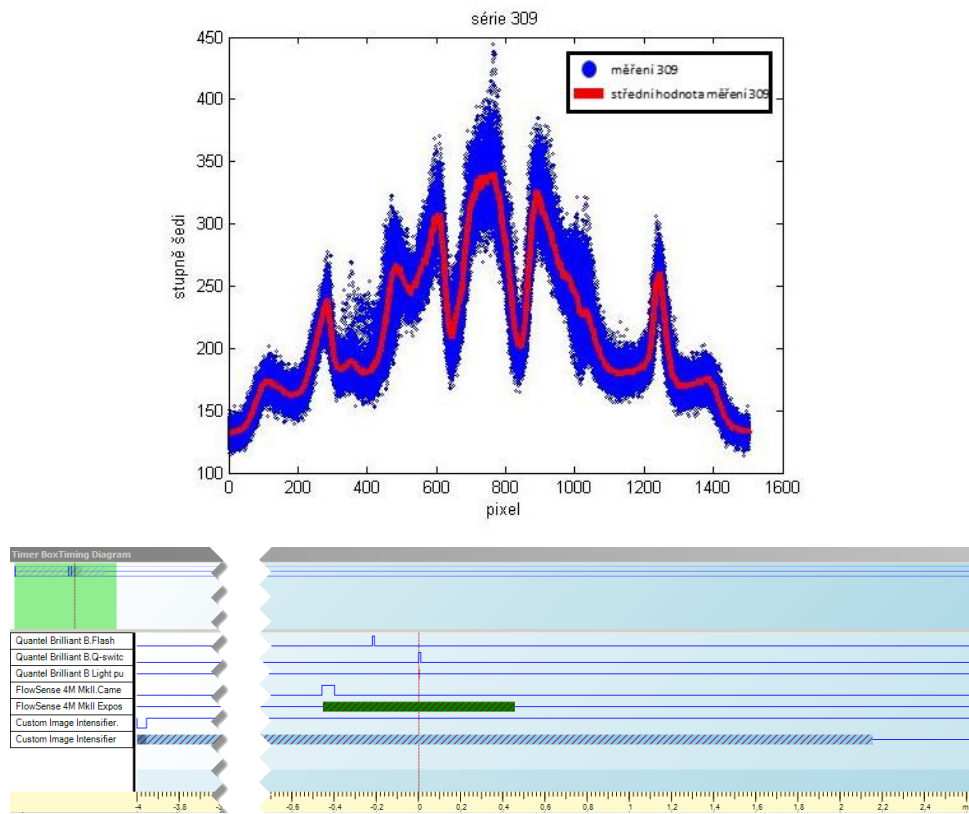 série 309
450
400
350
300
250
200
150
100
stupně šedi
měření 309
střední hodnota měření 309
0 200 400 600 800 1000 1200 1400 1600
pixel
Timer BoxTiming Diagram
Quantel Brilliant B.Flash
Quantel Brilliant B.Q-switc
Quantel Brilliant B Light pu
FlowSense 4M MkII.Came
FlowSense 4M MkII Expos
Custom Image Intensifier.
Custom Image Intensifier
-4 -3.8 -0,6 -0,4 -0,2 0 0,2 0,4 0,6 0,8 1 1,2 1,4 1,6 1,8 2 2,2 2,4 m